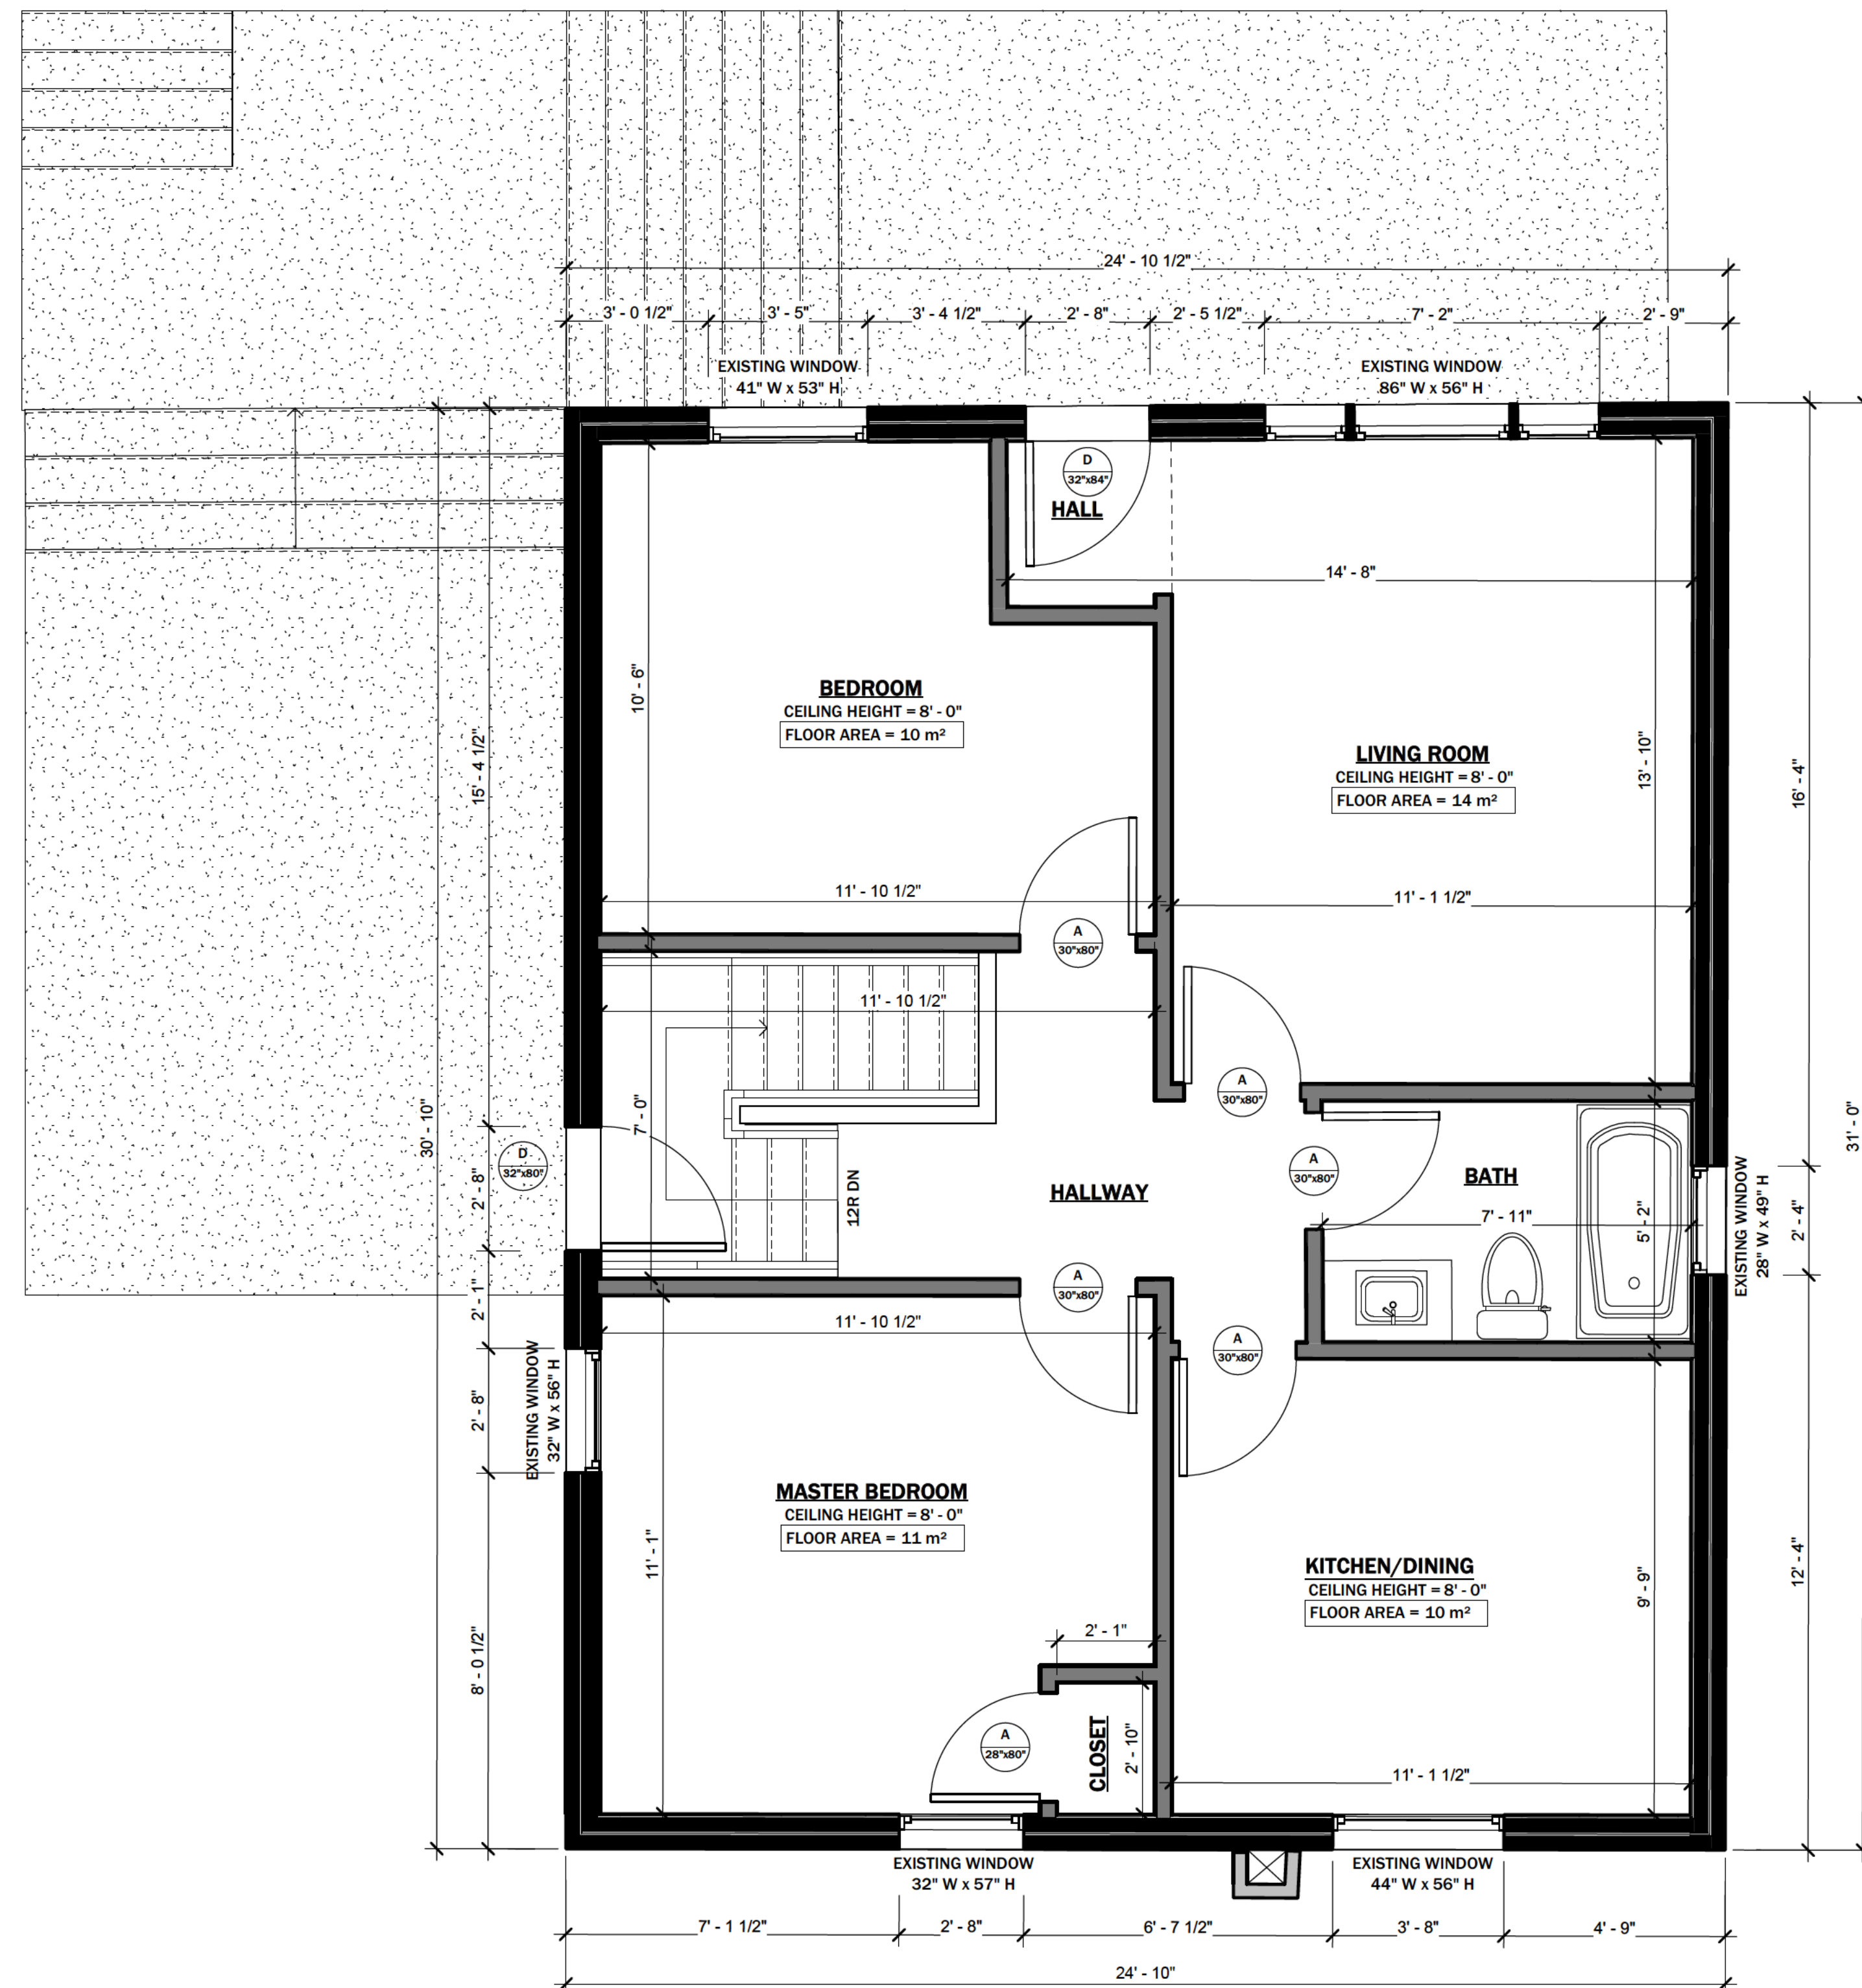 24' - 10 1/2"
3' - 0 1/2"
3' - 5"
3' - 4 1/2"
2' - 8"
2' - 5 1/2"
7' - 2"
2' - 9"
EXISTING WINDOW
41" W x 53" H
EXISTING WINDOW
86" W x 56" H
D
32"x84"
HALL
14' - 8"
10' - 6"
BEDROOM
CEILING HEIGHT = 8' - 0"
FLOOR AREA = 10 m²
15' - 4 1/2"
LIVING ROOM
CEILING HEIGHT = 8' - 0"
FLOOR AREA = 14 m²
13' - 10"
16' - 4"
11' - 10 1/2"
11' - 1 1/2"
A
30"x80"
11' - 10 1/2"
A
30"x80"
30' - 10"
7' - 0"
31' - 0"
D
32"x80"
2' - 8"
12R DN
HALLWAY
A
30"x80"
BATH
7' - 11"
5' - 2"
EXISTING WINDOW
28" W x 49" H
2' - 4"
2' - 1"
A
30"x80"
11' - 10 1/2"
A
30"x80"
EXISTING WINDOW
32" W x 56" H
2' - 8"
MASTER BEDROOM
CEILING HEIGHT = 8' - 0"
FLOOR AREA = 11 m²
11' - 1"
KITCHEN/DINING
CEILING HEIGHT = 8' - 0"
FLOOR AREA = 10 m²
9' - 9"
12' - 4"
8' - 0 1/2"
2' - 1"
A
28"x80"
CLOSET
2' - 10"
11' - 1 1/2"
EXISTING WINDOW
32" W x 57" H
EXISTING WINDOW
44" W x 56" H
7' - 1 1/2"
2' - 8"
6' - 7 1/2"
3' - 8"
4' - 9"
24' - 10"